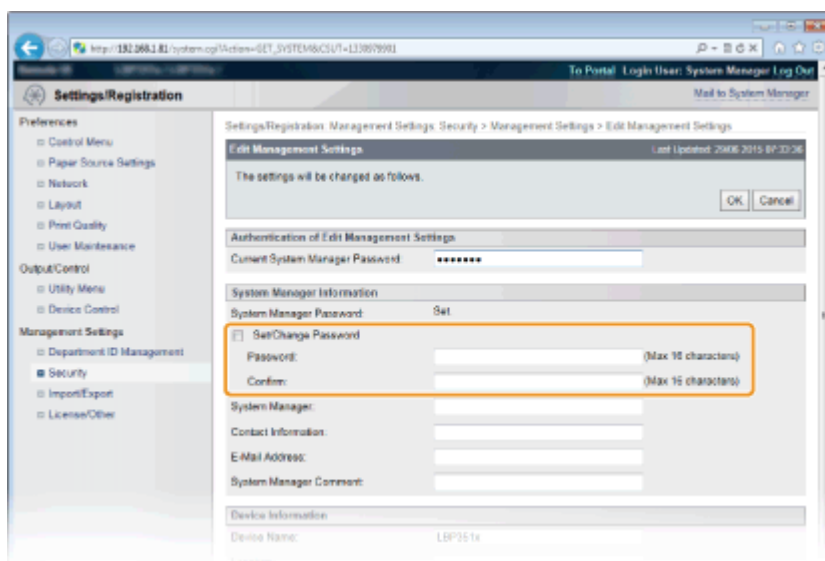 http://192.168.1.81/system.cgi?Action=GET_SYSTEM&CSUT=1330979901
To Portal Login User: System Manager Log Out
Settings/Registration
Mail to System Manager
Preferences
Control Menu
Paper Source Settings
Network
Layout
Print Quality
User Maintenance
Output/Control
Utility Menu
Device Control
Management Settings
Department ID Management
Security
Import/Export
License/Other
Settings/Registration: Management Settings: Security > Management Settings > Edit Management Settings
Edit Management Settings
Last Updated: 29/06 2015 07:33:36
The settings will be changed as follows.
OK Cancel
Authentication of Edit Management Settings
Current System Manager Password: •••••••
System Manager Information
System Manager Password: Set
Set/Change Password
Password: (Max 16 characters)
Confirm: (Max 16 characters)
System Manager:
Contact Information:
E-Mail Address:
System Manager Comment:
Device Information
Device Name: LBP351x